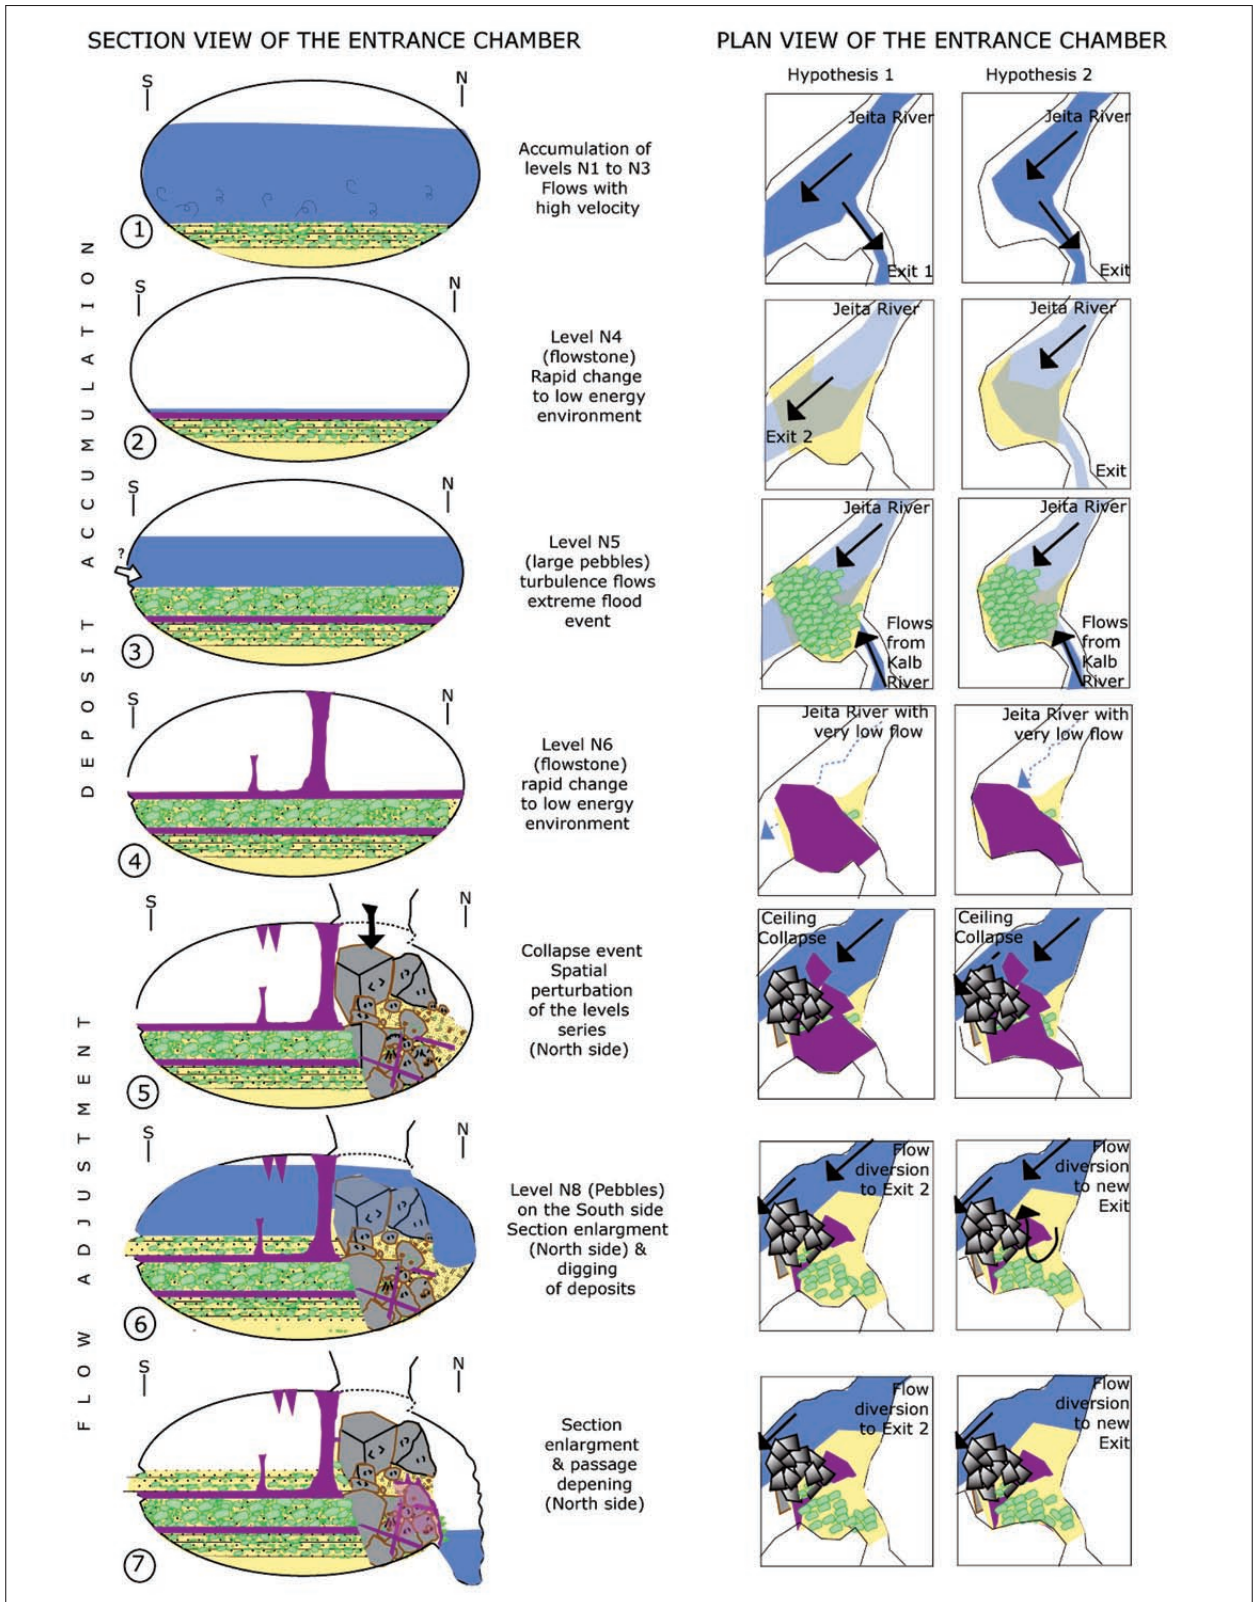 SECTION VIEW OF THE ENTRANCE CHAMBER
PLAN VIEW OF THE ENTRANCE CHAMBER
Hypothesis 1
Hypothesis 2
DEPOSIT ACCUMULATION
FLOW ADJUSTMENT
S
N
1
Accumulation of
levels N1 to N3
Flows with
high velocity
Jeita River
Exit 1
Jeita River
Exit
S
N
2
Level N4
(flowstone)
Rapid change
to low energy
environment
Jeita River
Exit 2
Jeita River
Exit
S
N
?
3
Level N5
(large pebbles)
turbulence flows
extreme flood
event
Jeita River
Flows
from
Kalb
River
Jeita River
Flows
from
Kalb
River
S
N
4
Level N6
(flowstone)
rapid change
to low energy
environment
Jeita River with
very low flow
Jeita River with
very low flow
S
N
5
Collapse event
Spatial
perturbation
of the levels
series
(North side)
Ceiling
Collapse
Ceiling
Collapse
S
N
6
Level N8 (Pebbles)
on the South side
Section enlargment
(North side) &
digging
of deposits
Flow
diversion
to Exit 2
Flow
diversion
to new
Exit
S
N
7
Section
enlargment
& passage
depening
(North side)
Flow
diversion
to Exit 2
Flow
diversion
to new
Exit